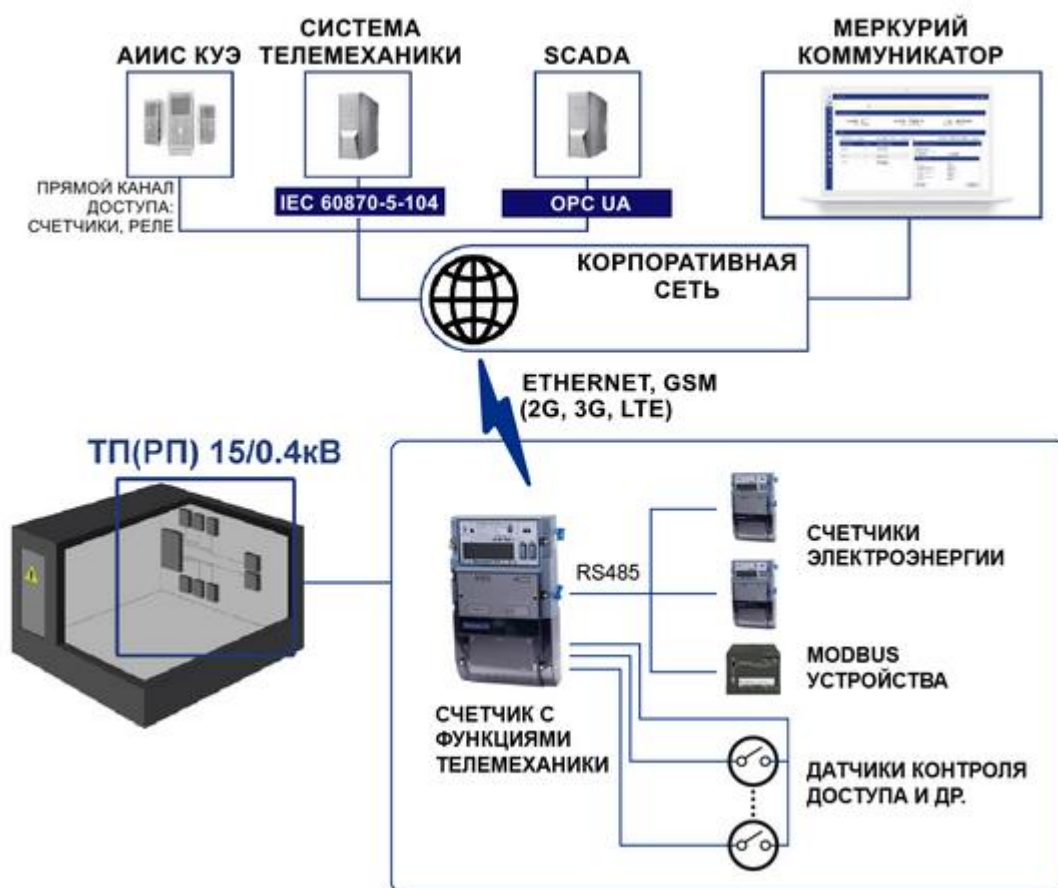 АИИС КУЭ
СИСТЕМА
ТЕЛЕМЕХАНИКИ
SCADA
МЕРКУРИЙ
КОММУНИКАТОР
ПРЯМОЙ КАНАЛ
ДОСТУПА:
СЧЕТЧИКИ, РЕЛЕ
IEC 60870-5-104
OPC UA
КОРПОРАТИВНАЯ
СЕТЬ
ETHERNET, GSM
(2G, 3G, LTE)
ТП(РП) 15/0.4кВ
RS485
СЧЕТЧИКИ
ЭЛЕКТРОЭНЕРГИИ
MODBUS
УСТРОЙСТВА
СЧЕТЧИК С
ФУНКЦИЯМИ
ТЕЛЕМЕХАНИКИ
ДАТЧИКИ КОНТРОЛЯ
ДОСТУПА И ДР.